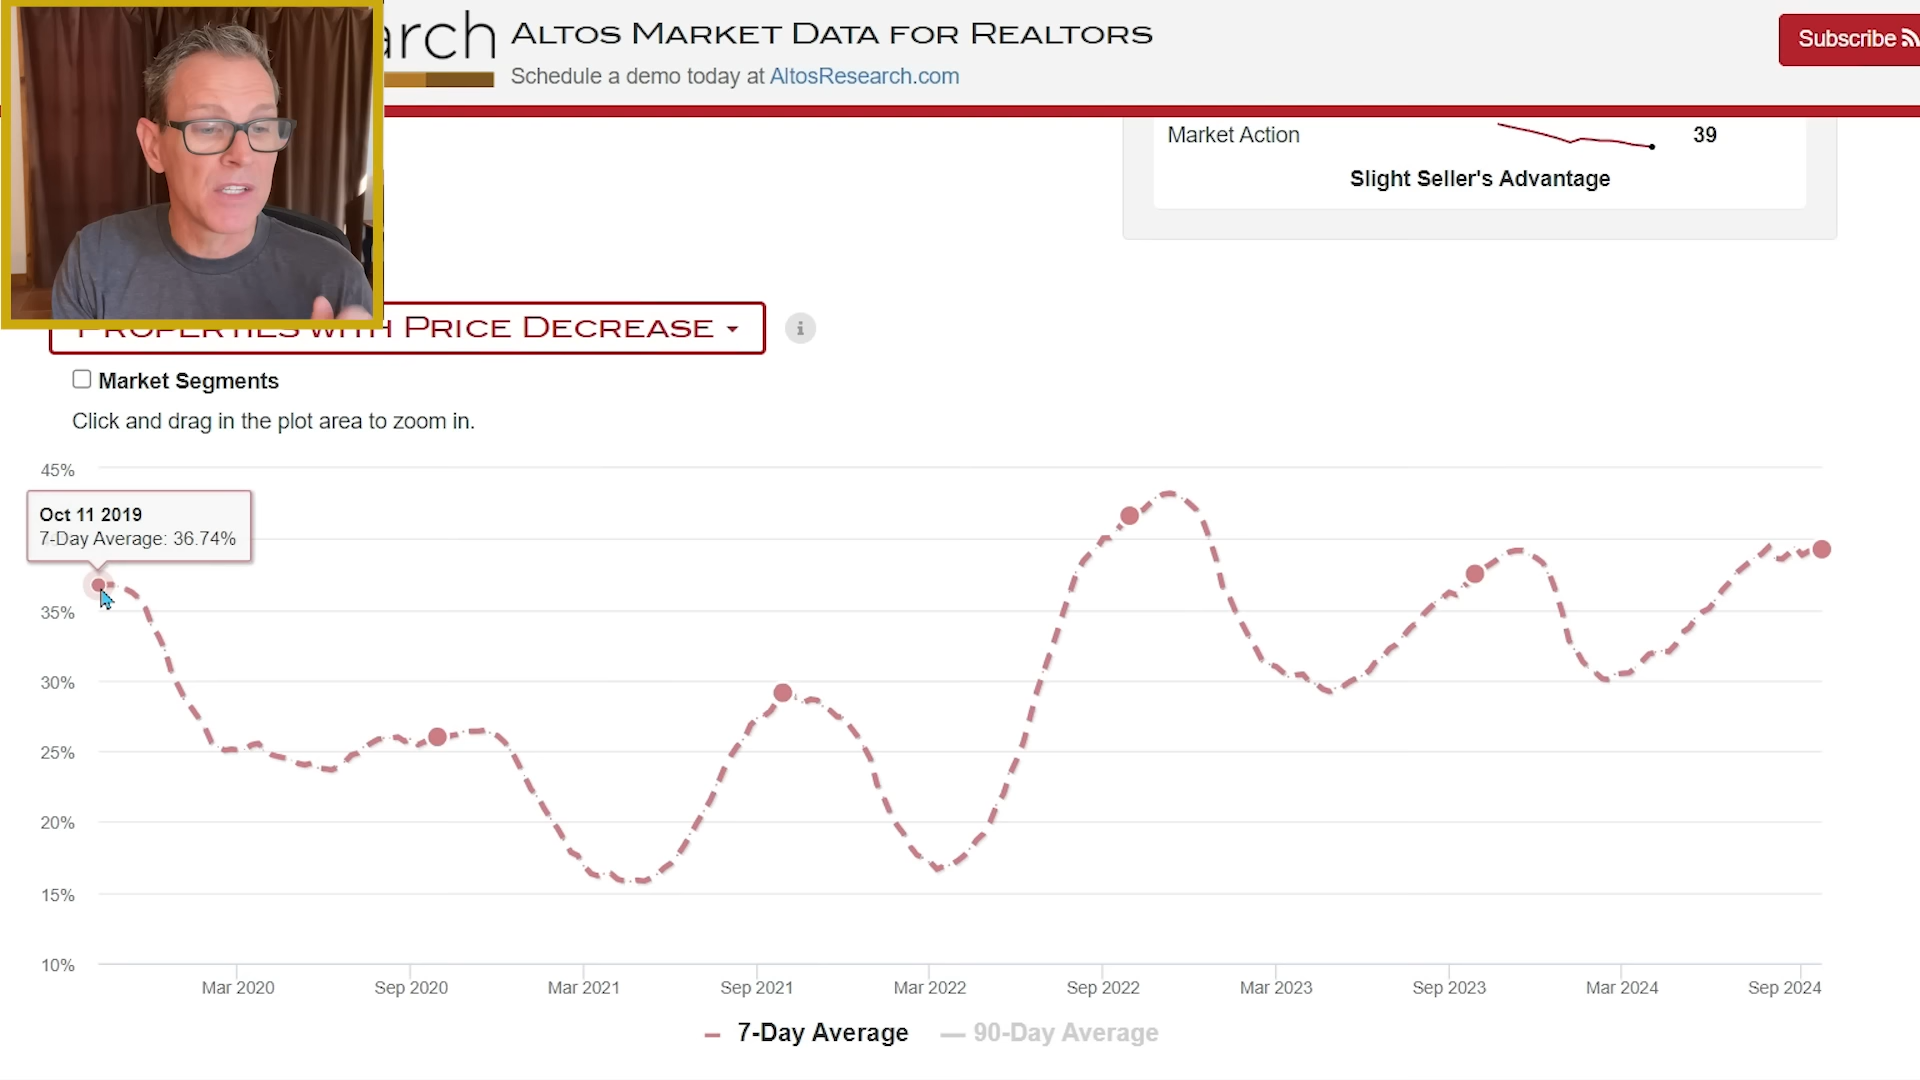 arch
ALTOS MARKET DATA FOR REALTORS
Subscribe
Schedule a demo today at AltosResearch.com
Market Action 39
Slight Seller's Advantage
PROPERTIES WITH PRICE DECREASE
i
Market Segments
Click and drag in the plot area to zoom in.
45%
Oct 11 2019
7-Day Average: 36.74%
35%
30%
25%
20%
15%
10%
Mar 2020 Sep 2020 Mar 2021 Sep 2021 Mar 2022 Sep 2022 Mar 2023 Sep 2023 Mar 2024 Sep 2024
7-Day Average 90-Day Average